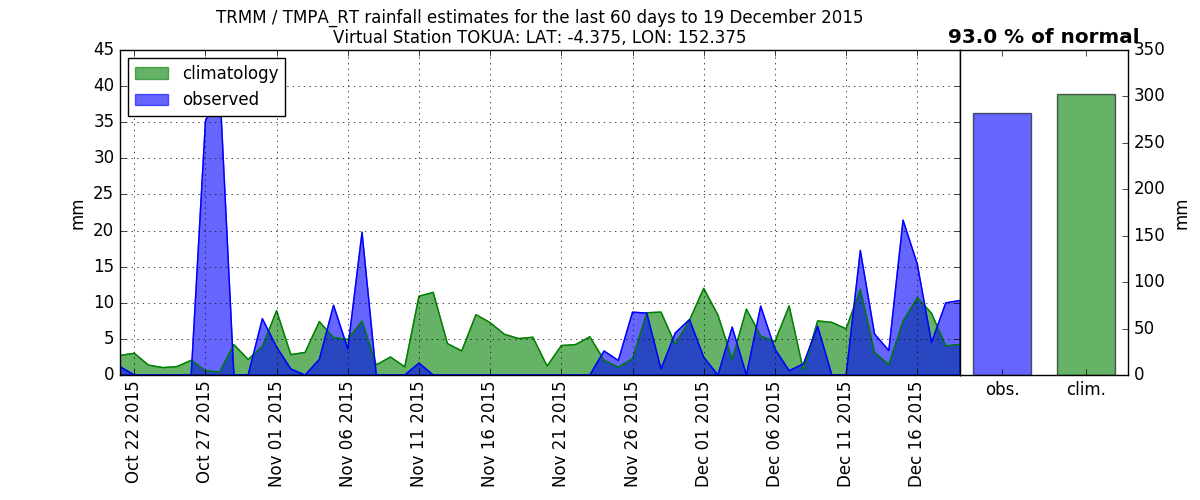 TRMM / TMPA_RT rainfall estimates for the last 60 days to 19 December 2015
Virtual Station TOKUA: LAT: -4.375, LON: 152.375
93.0 % of normal
climatology
observed
45
40
35
30
25
20
15
10
5
0
mm
Oct 22 2015
Oct 27 2015
Nov 01 2015
Nov 06 2015
Nov 11 2015
Nov 16 2015
Nov 21 2015
Nov 26 2015
Dec 01 2015
Dec 06 2015
Dec 11 2015
Dec 16 2015
obs.
clim.
350
300
250
200
150
100
50
0
mm